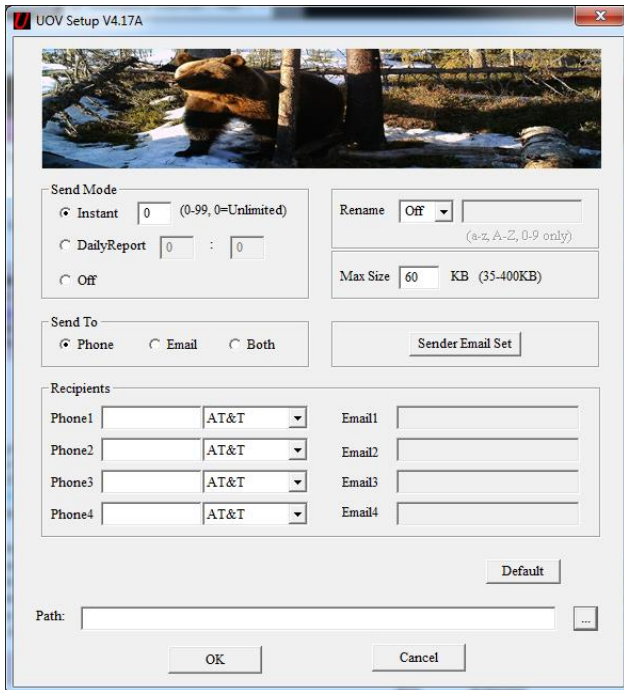 UOV Setup V4.17A
Send Mode
Instant 0 (0-99, 0=Unlimited)
DailyReport 0 : 0
Off
Rename Off
(a-z, A-Z, 0-9 only)
Max Size 60 KB (35-400KB)
Send To
Phone Email Both
Sender Email Set
Recipients
Phone1 AT&T Email1
Phone2 AT&T Email2
Phone3 AT&T Email3
Phone4 AT&T Email4
Default
Path: ...
OK Cancel